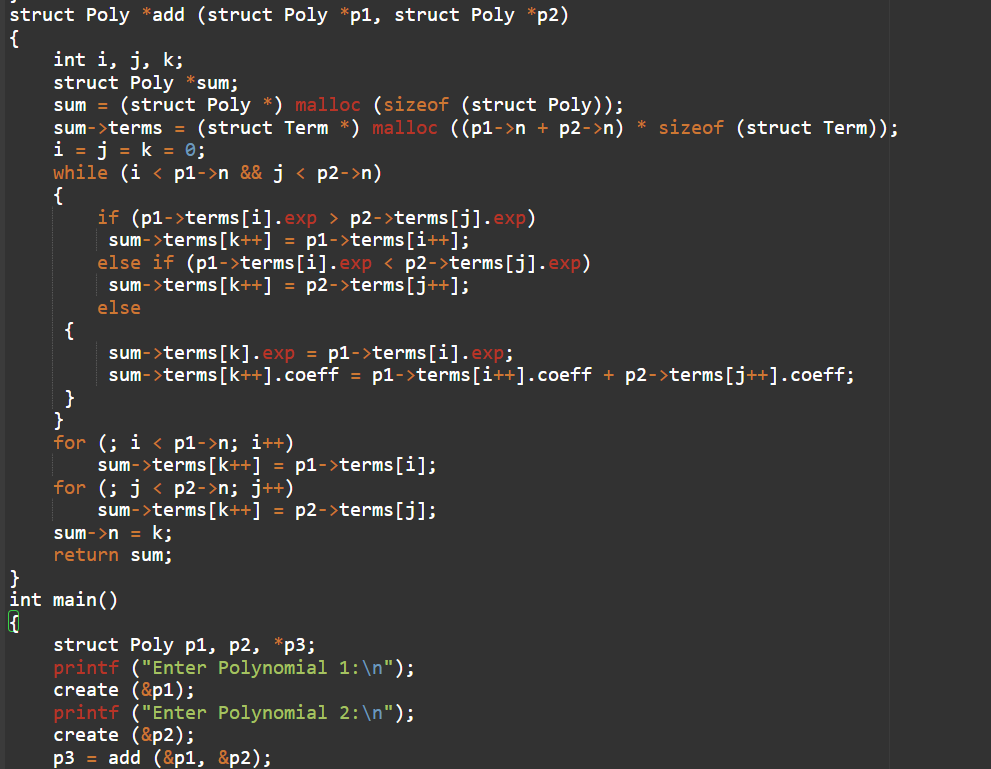 struct Poly *add (struct Poly *p1, struct Poly *p2)
{
    int i, j, k;
    struct Poly *sum;
    sum = (struct Poly *) malloc (sizeof (struct Poly));
    sum->terms = (struct Term *) malloc ((p1->n + p2->n) * sizeof (struct Term));
    i = j = k = 0;
    while (i < p1->n && j < p2->n)
    {
        if (p1->terms[i].exp > p2->terms[j].exp)
         sum->terms[k++] = p1->terms[i++];
        else if (p1->terms[i].exp < p2->terms[j].exp)
         sum->terms[k++] = p2->terms[j++];
        else
     {
         sum->terms[k].exp = p1->terms[i].exp;
         sum->terms[k++].coeff = p1->terms[i++].coeff + p2->terms[j++].coeff;
     }
    }
    for (; i < p1->n; i++)
        sum->terms[k++] = p1->terms[i];
    for (; j < p2->n; j++)
        sum->terms[k++] = p2->terms[j];
    sum->n = k;
    return sum;
}
int main()
{
    struct Poly p1, p2, *p3;
    printf ("Enter Polynomial 1:\n");
    create (&p1);
    printf ("Enter Polynomial 2:\n");
    create (&p2);
    p3 = add (&p1, &p2);